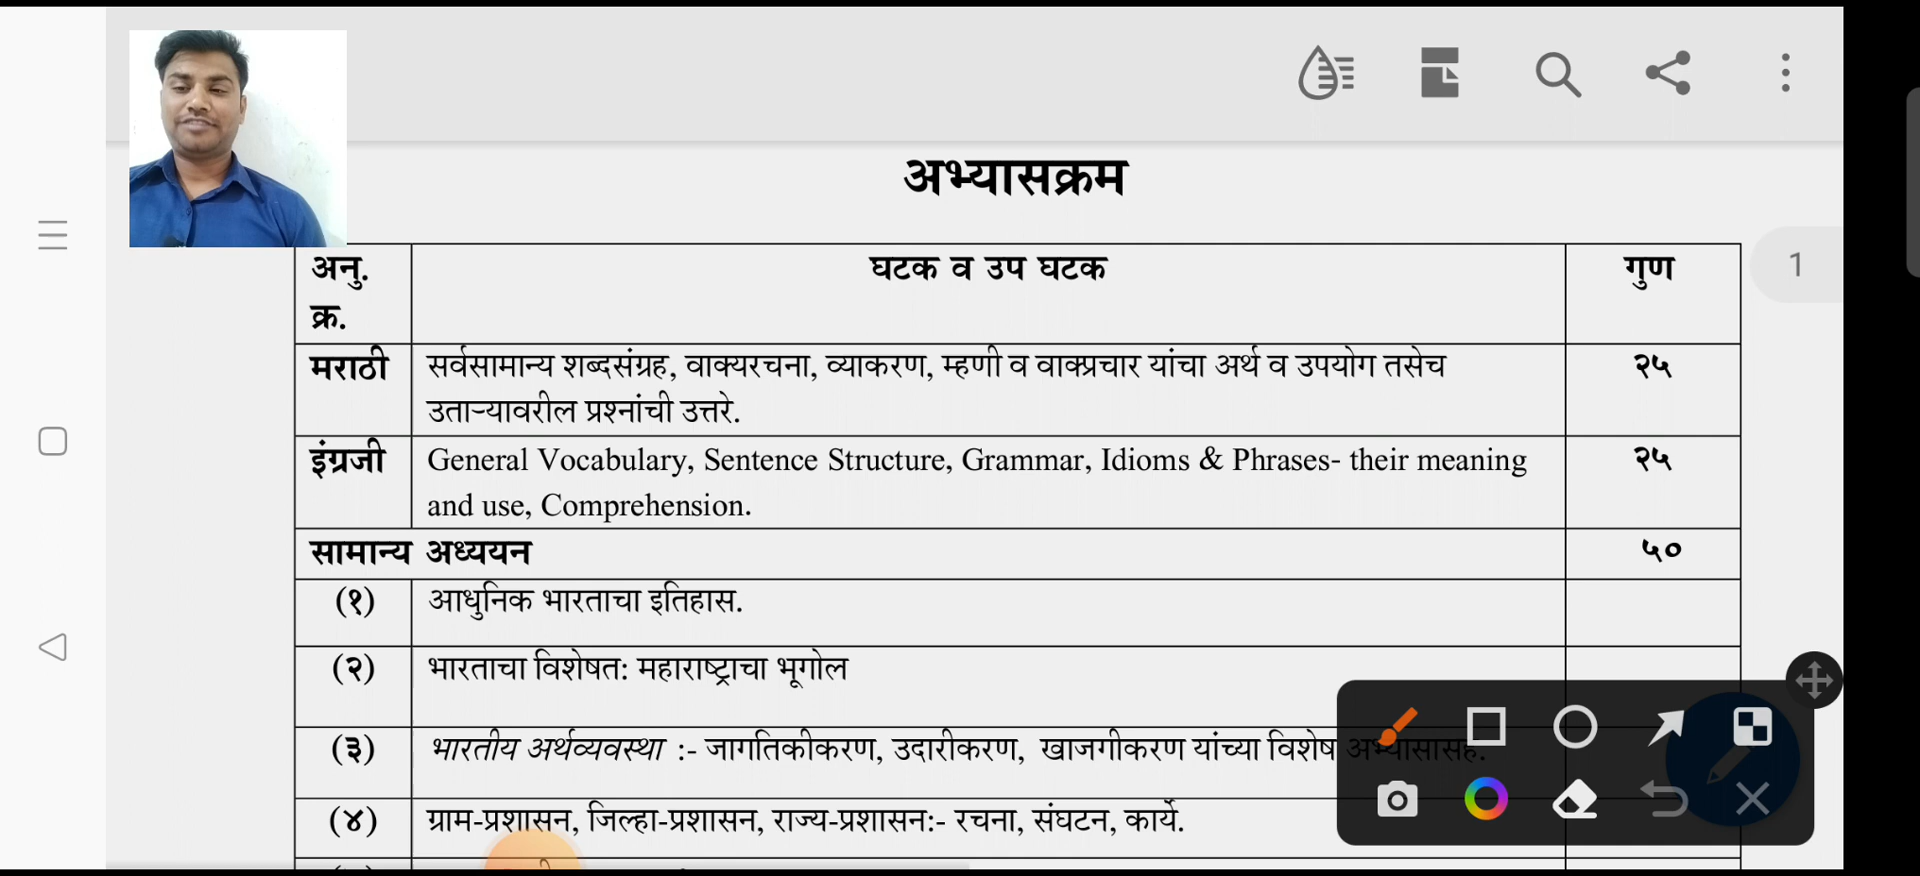 अभ्यासक्रम
1
अनु.
क्र.
घटक व उप घटक
गुण
मराठी
सर्वसामान्य शब्दसंग्रह, वाक्यरचना, व्याकरण, म्हणी व वाक्प्रचार यांचा अर्थ व उपयोग तसेच
उताऱ्यावरील प्रश्नांची उत्तरे.
२५
इंग्रजी
General Vocabulary, Sentence Structure, Grammar, Idioms & Phrases- their meaning
and use, Comprehension.
२५
सामान्य अध्ययन
५०
(१)
आधुनिक भारताचा इतिहास.
(२)
भारताचा विशेषत: महाराष्ट्राचा भूगोल
(३)
भारतीय अर्थव्यवस्था :- जागतिकीकरण, उदारीकरण, खाजगीकरण यांच्या विशेष अभ्यासासह.
(४)
ग्राम-प्रशासन, जिल्हा-प्रशासन, राज्य-प्रशासन:- रचना, संघटन, कार्ये.